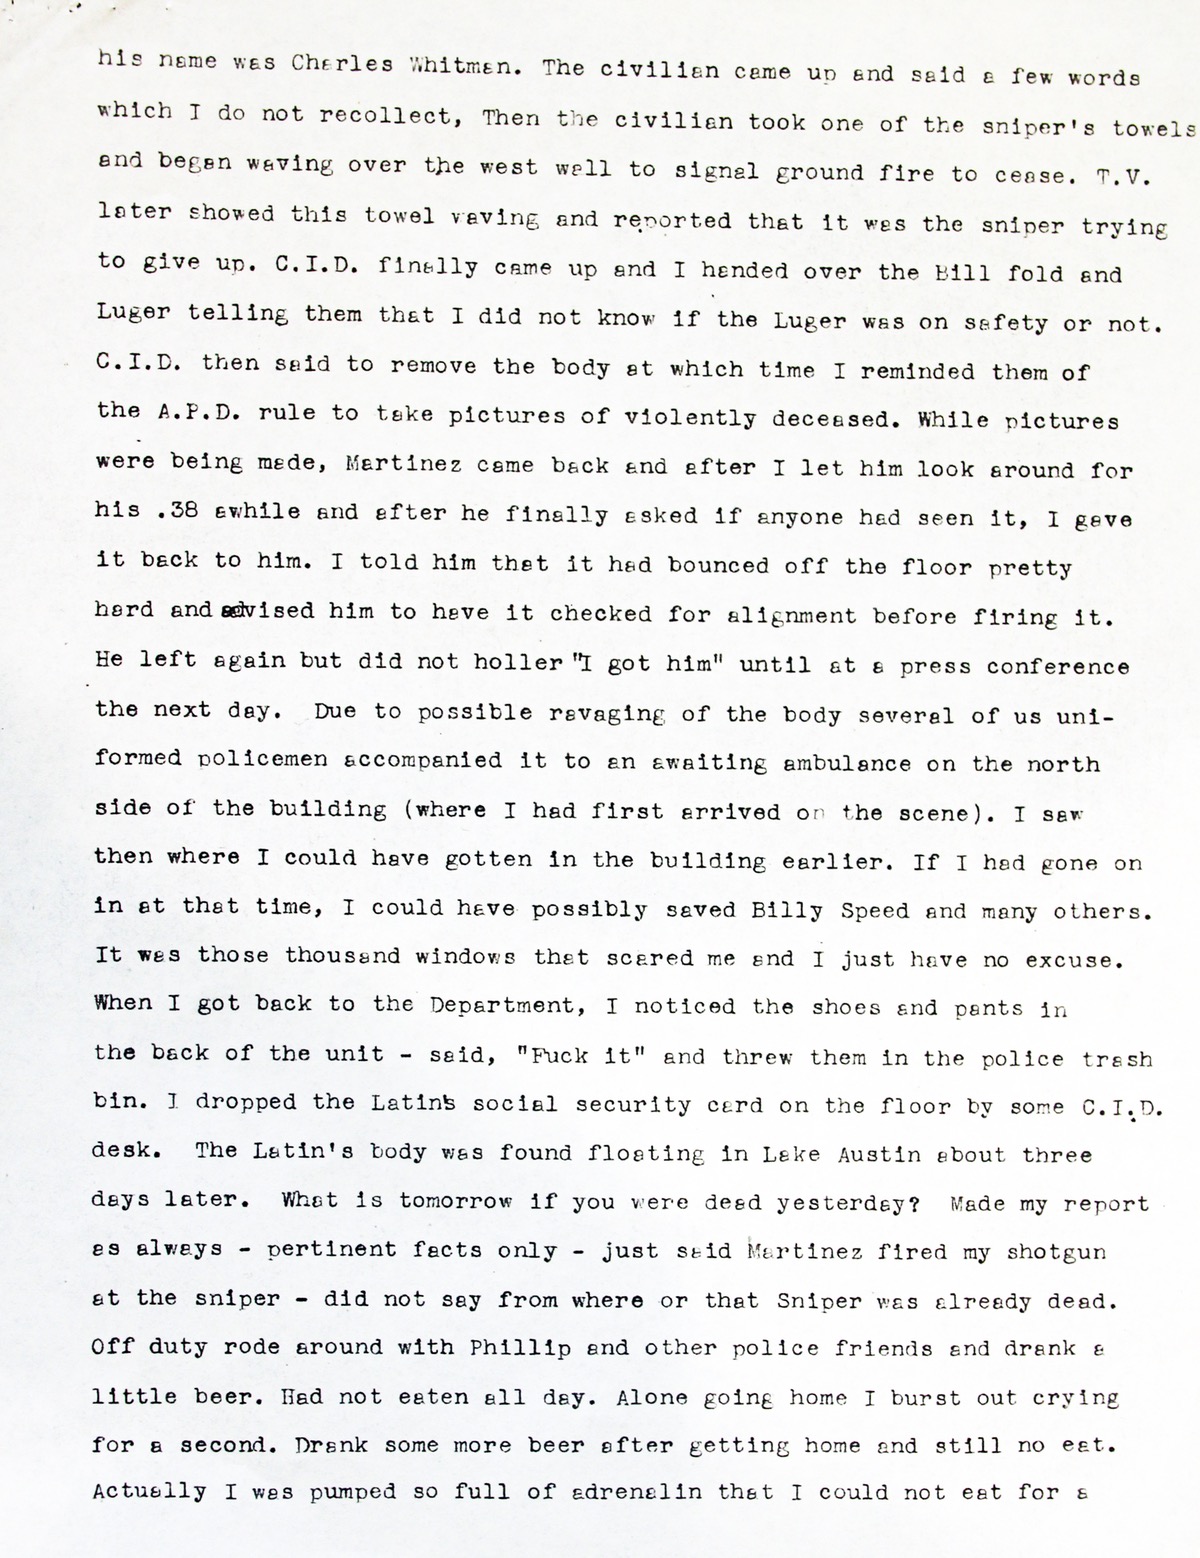 his name was Charles Whitman. The civilian came up and said a few words
which I do not recollect, Then the civilian took one of the sniper's towels
and began waving over the west wall to signal ground fire to cease. T.V.
later showed this towel waving and reported that it was the sniper trying
to give up. C.I.D. finally came up and I handed over the Bill fold and
Luger telling them that I did not know if the Luger was on safety or not.
C.I.D. then said to remove the body at which time I reminded them of
the A.P.D. rule to take pictures of violently deceased. While pictures
were being made, Martinez came back and after I let him look around for
his .38 awhile and after he finally asked if anyone had seen it, I gave
it back to him. I told him that it had bounced off the floor pretty
hard and advised him to have it checked for alignment before firing it.
He left again but did not holler "I got him" until at a press conference
the next day.  Due to possible ravaging of the body several of us uni-
formed policemen accompanied it to an awaiting ambulance on the north
side of the building (where I had first arrived on the scene). I saw
then where I could have gotten in the building earlier. If I had gone on
in at that time, I could have possibly saved Billy Speed and many others.
It was those thousand windows that scared me and I just have no excuse.
When I got back to the Department, I noticed the shoes and pants in
the back of the unit - said, "Fuck it" and threw them in the police trash
bin. I dropped the Latin's social security card on the floor by some C.I.D.
desk.  The Latin's body was found floating in Lake Austin about three
days later.  What is tomorrow if you were dead yesterday?  Made my report
as always - pertinent facts only - just said Martinez fired my shotgun
at the sniper - did not say from where or that Sniper was already dead.
Off duty rode around with Phillip and other police friends and drank a
little beer. Had not eaten all day. Alone going home I burst out crying
for a second. Drank some more beer after getting home and still no eat.
Actually I was pumped so full of adrenalin that I could not eat for a